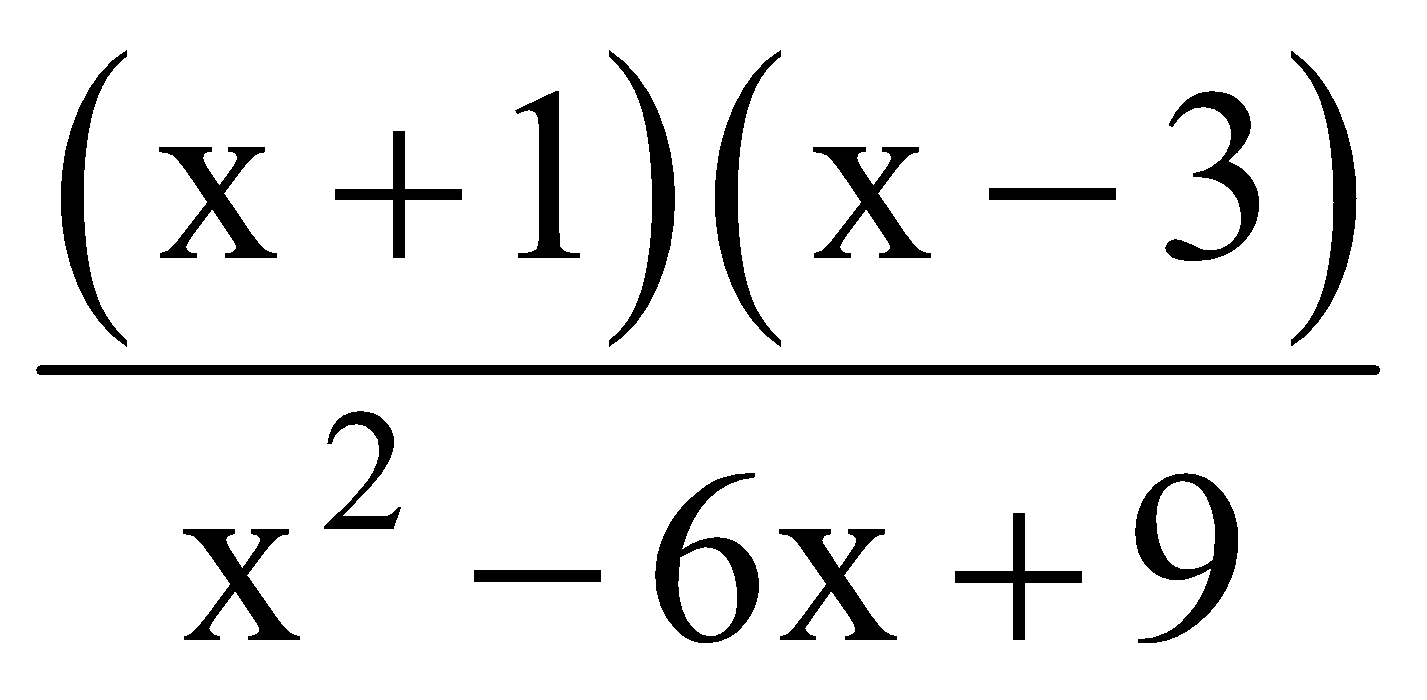 (x + 1)(x − 3)
x² − 6x + 9